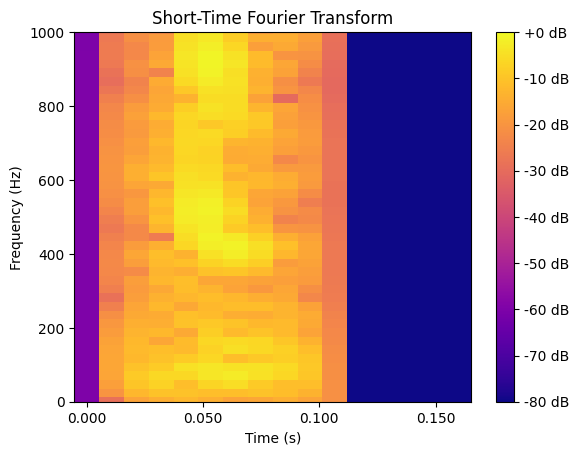 Short-Time Fourier Transform
1000
800
600
400
200
0
Frequency (Hz)
0.000
0.050
0.100
0.150
Time (s)
+0 dB
-10 dB
-20 dB
-30 dB
-40 dB
-50 dB
-60 dB
-70 dB
-80 dB